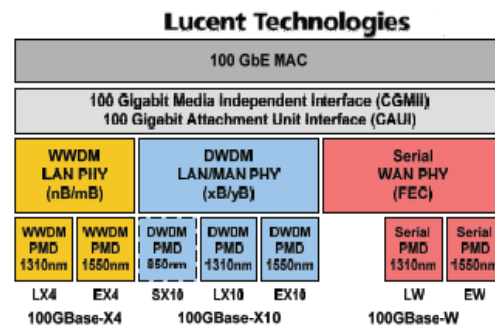 Lucent Technologies
100 GbE MAC
100 Gigabit Media Independent Interface (CGMII)
100 Gigabit Attachment Unit Interface (CAUI)
WWDM
LAN PHY
(nB/mB)
DWDM
LAN/MAN PHY
(xB/yB)
Serial
WAN PHY
(FEC)
WWDM
PMD
1310nm
WWDM
PMD
1550nm
DWDM
PMD
850nm
DWDM
PMD
1310nm
DWDM
PMD
1550nm
Serial
PMD
1310nm
Serial
PMD
1550nm
LX4 EX4 SX10 LX10 EX10 LW EW
100GBase-X4 100GBase-X10 100GBase-W